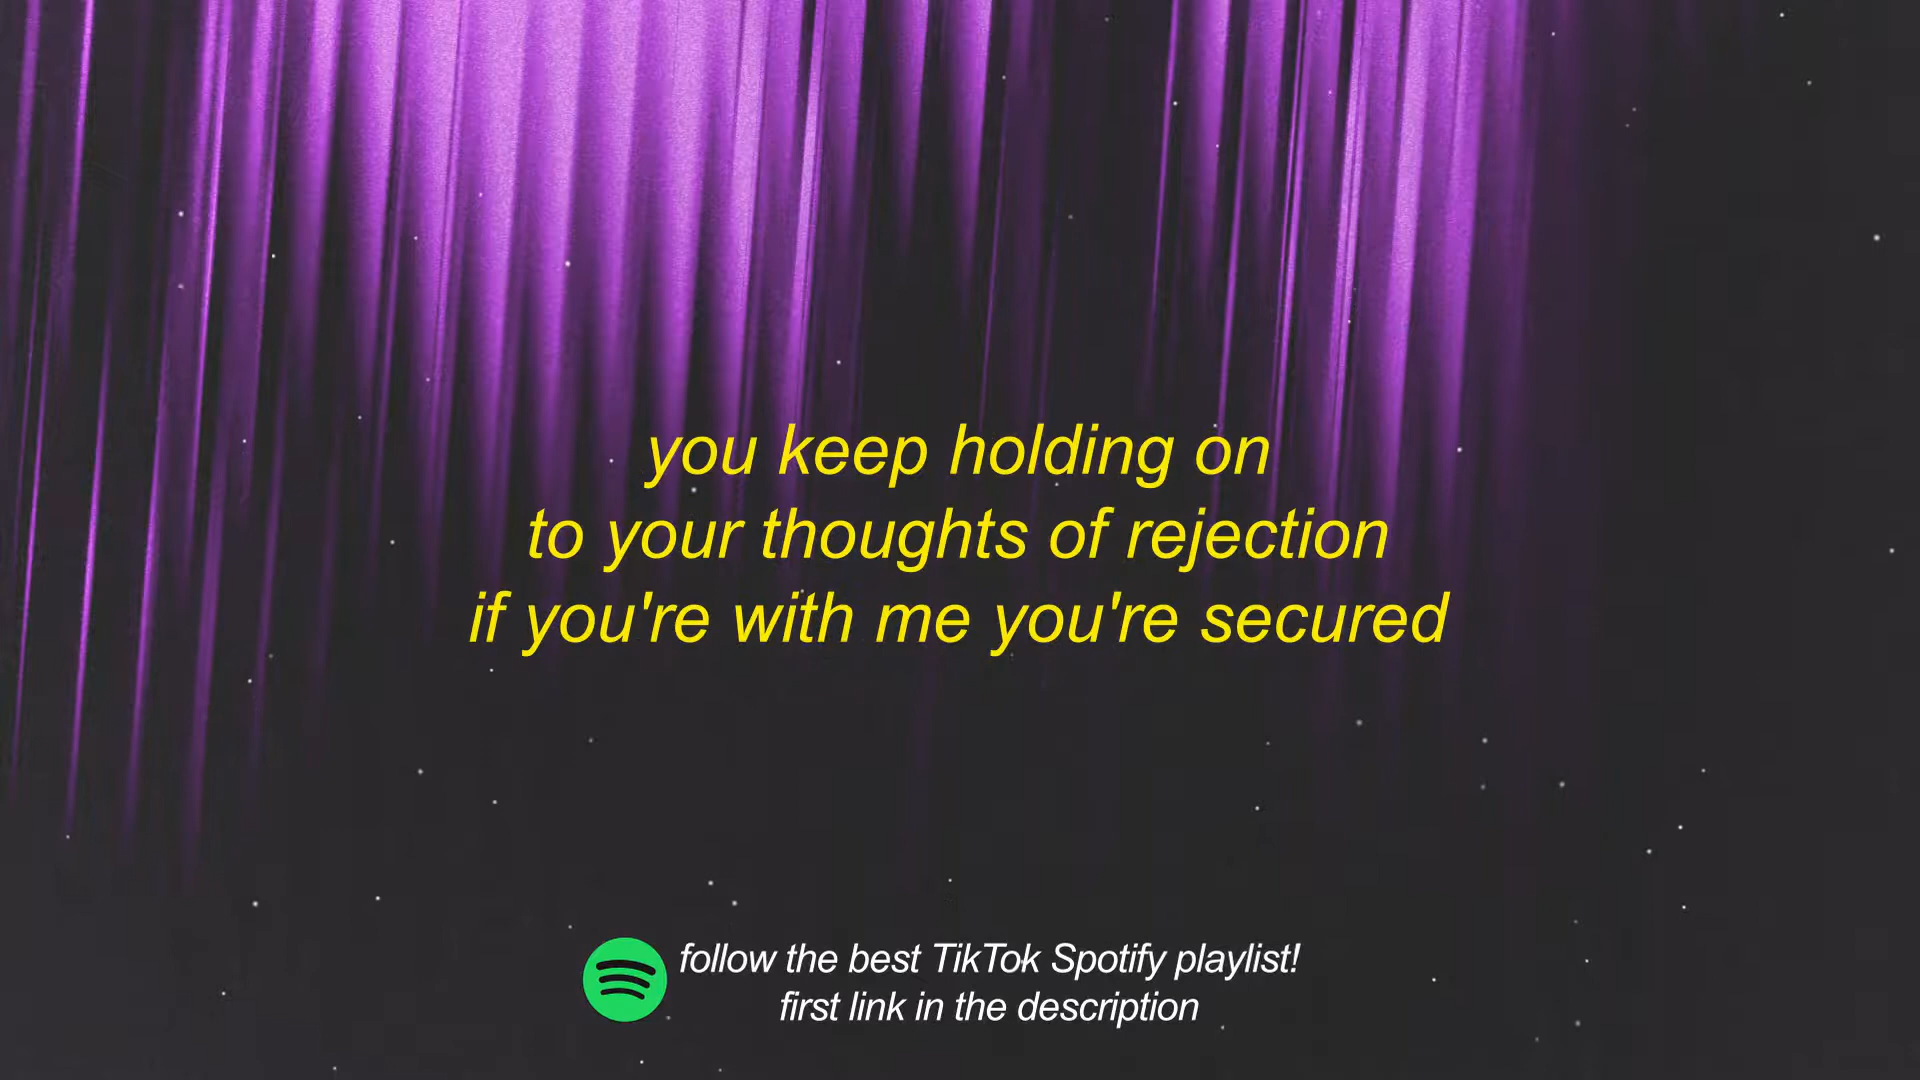 you keep holding on
to your thoughts of rejection
if you're with me you're secured
follow the best TikTok Spotify playlist!
first link in the description